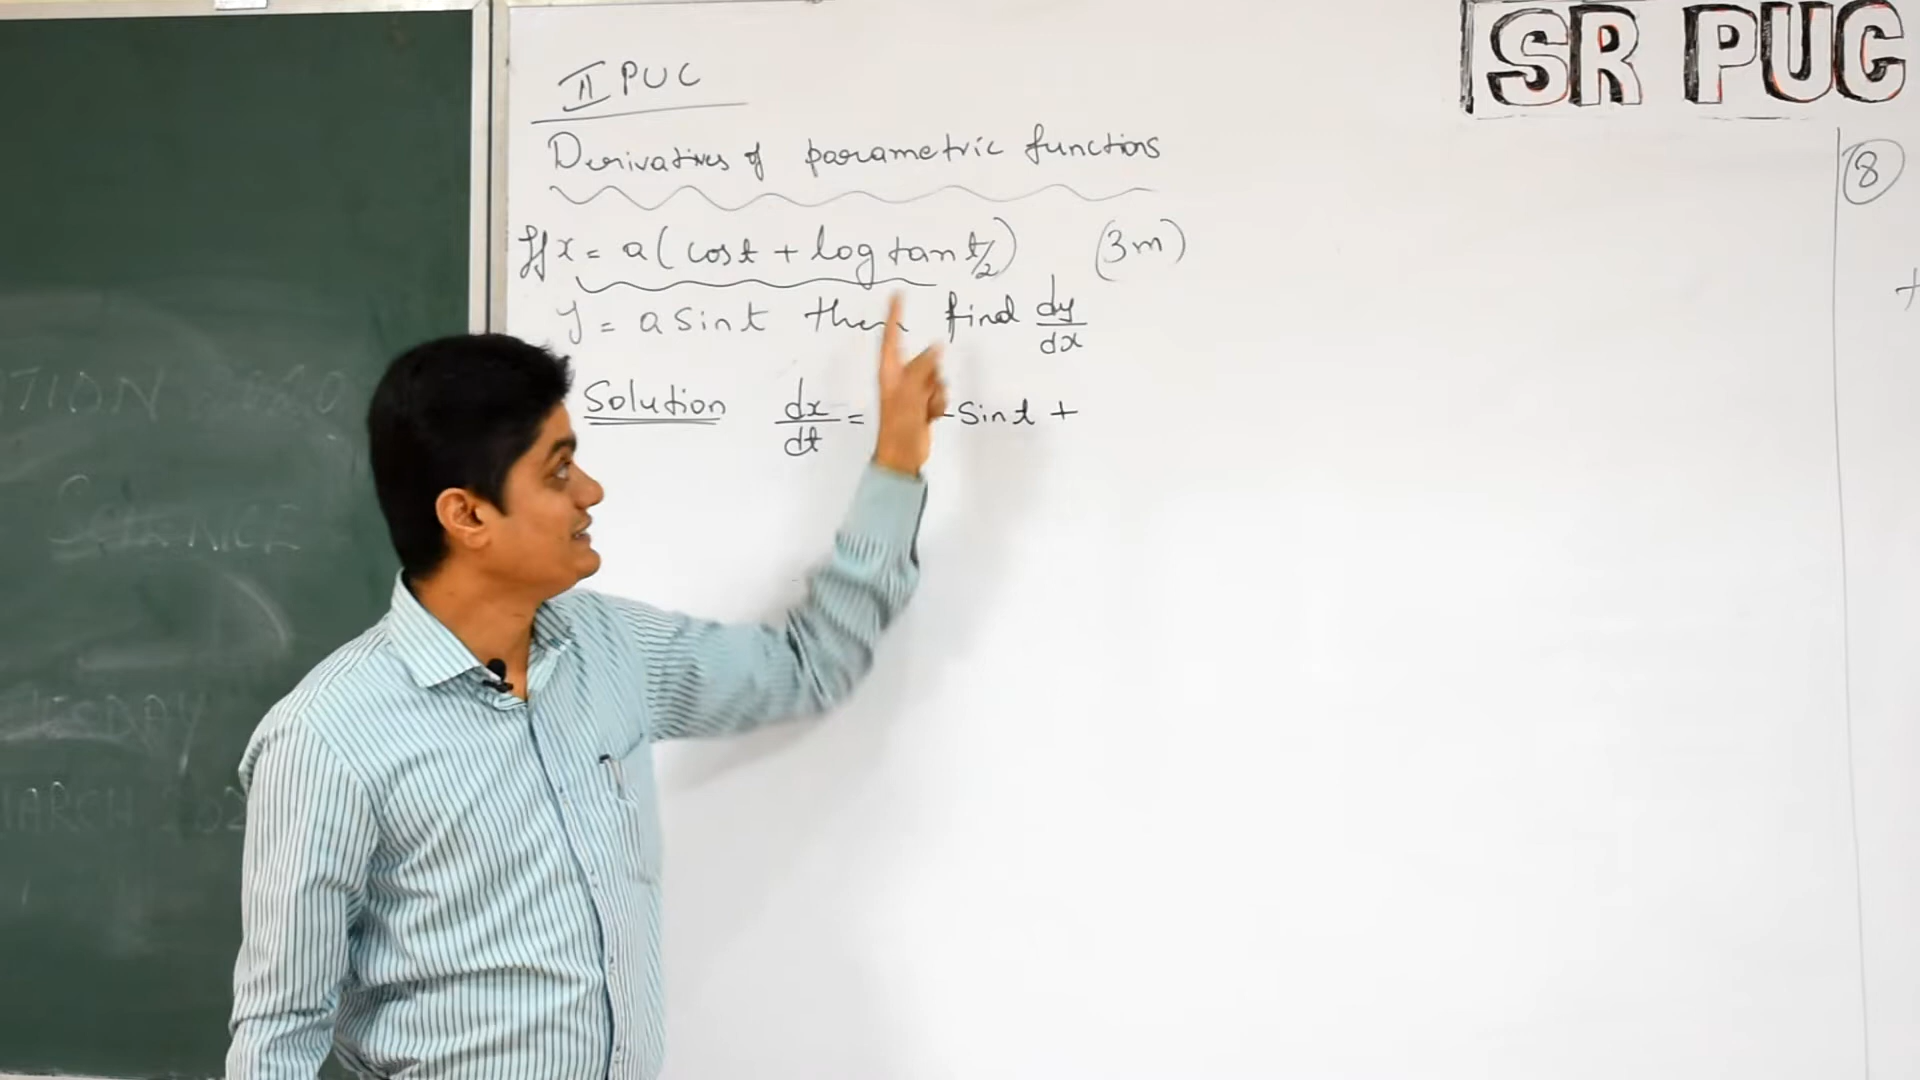 SR PUC
II PUC
Derivatives of parametric functions
If x = a(cost + log tan t/2) (3m)
y = a sint then find dy/dx
Solution dx/dt = -Sint +
8
+
SCIENCE